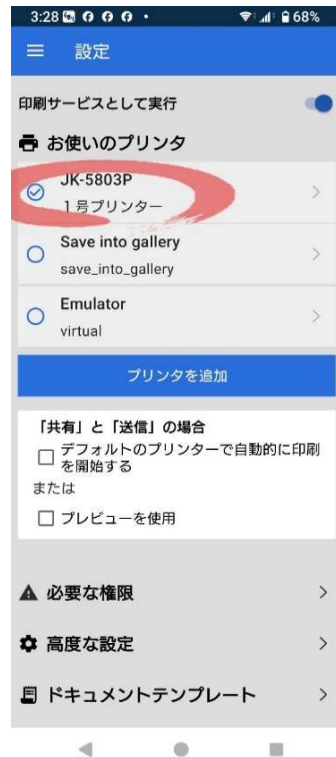 3:28 68%
設定
印刷サービスとして実行
お使いのプリンタ
JK-5803P
１号プリンター
Save into gallery
save_into_gallery
Emulator
virtual
プリンタを追加
「共有」と「送信」の場合
デフォルトのプリンターで自動的に印刷
を開始する
または
プレビューを使用
必要な権限
高度な設定
ドキュメントテンプレート